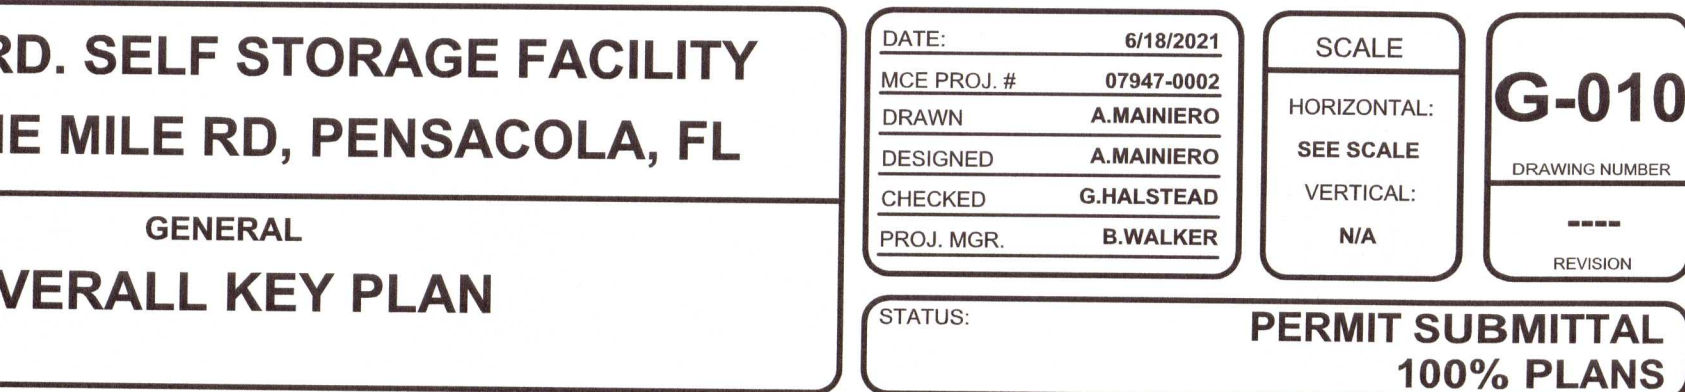 RD. SELF STORAGE FACILITY
MILE RD, PENSACOLA, FL
GENERAL
KEY PLAN
DATE: 6/18/2021
MCE PROJ. # 07947-0002
DRAWN A.MAINIERO
DESIGNED A.MAINIERO
CHECKED G.HALSTEAD
PROJ. MGR. B.WALKER
SCALE
HORIZONTAL:
SEE SCALE
VERTICAL:
N/A
G-010
DRAWING NUMBER
----
REVISION
STATUS:
PERMIT SUBMITTAL
100% PLANS